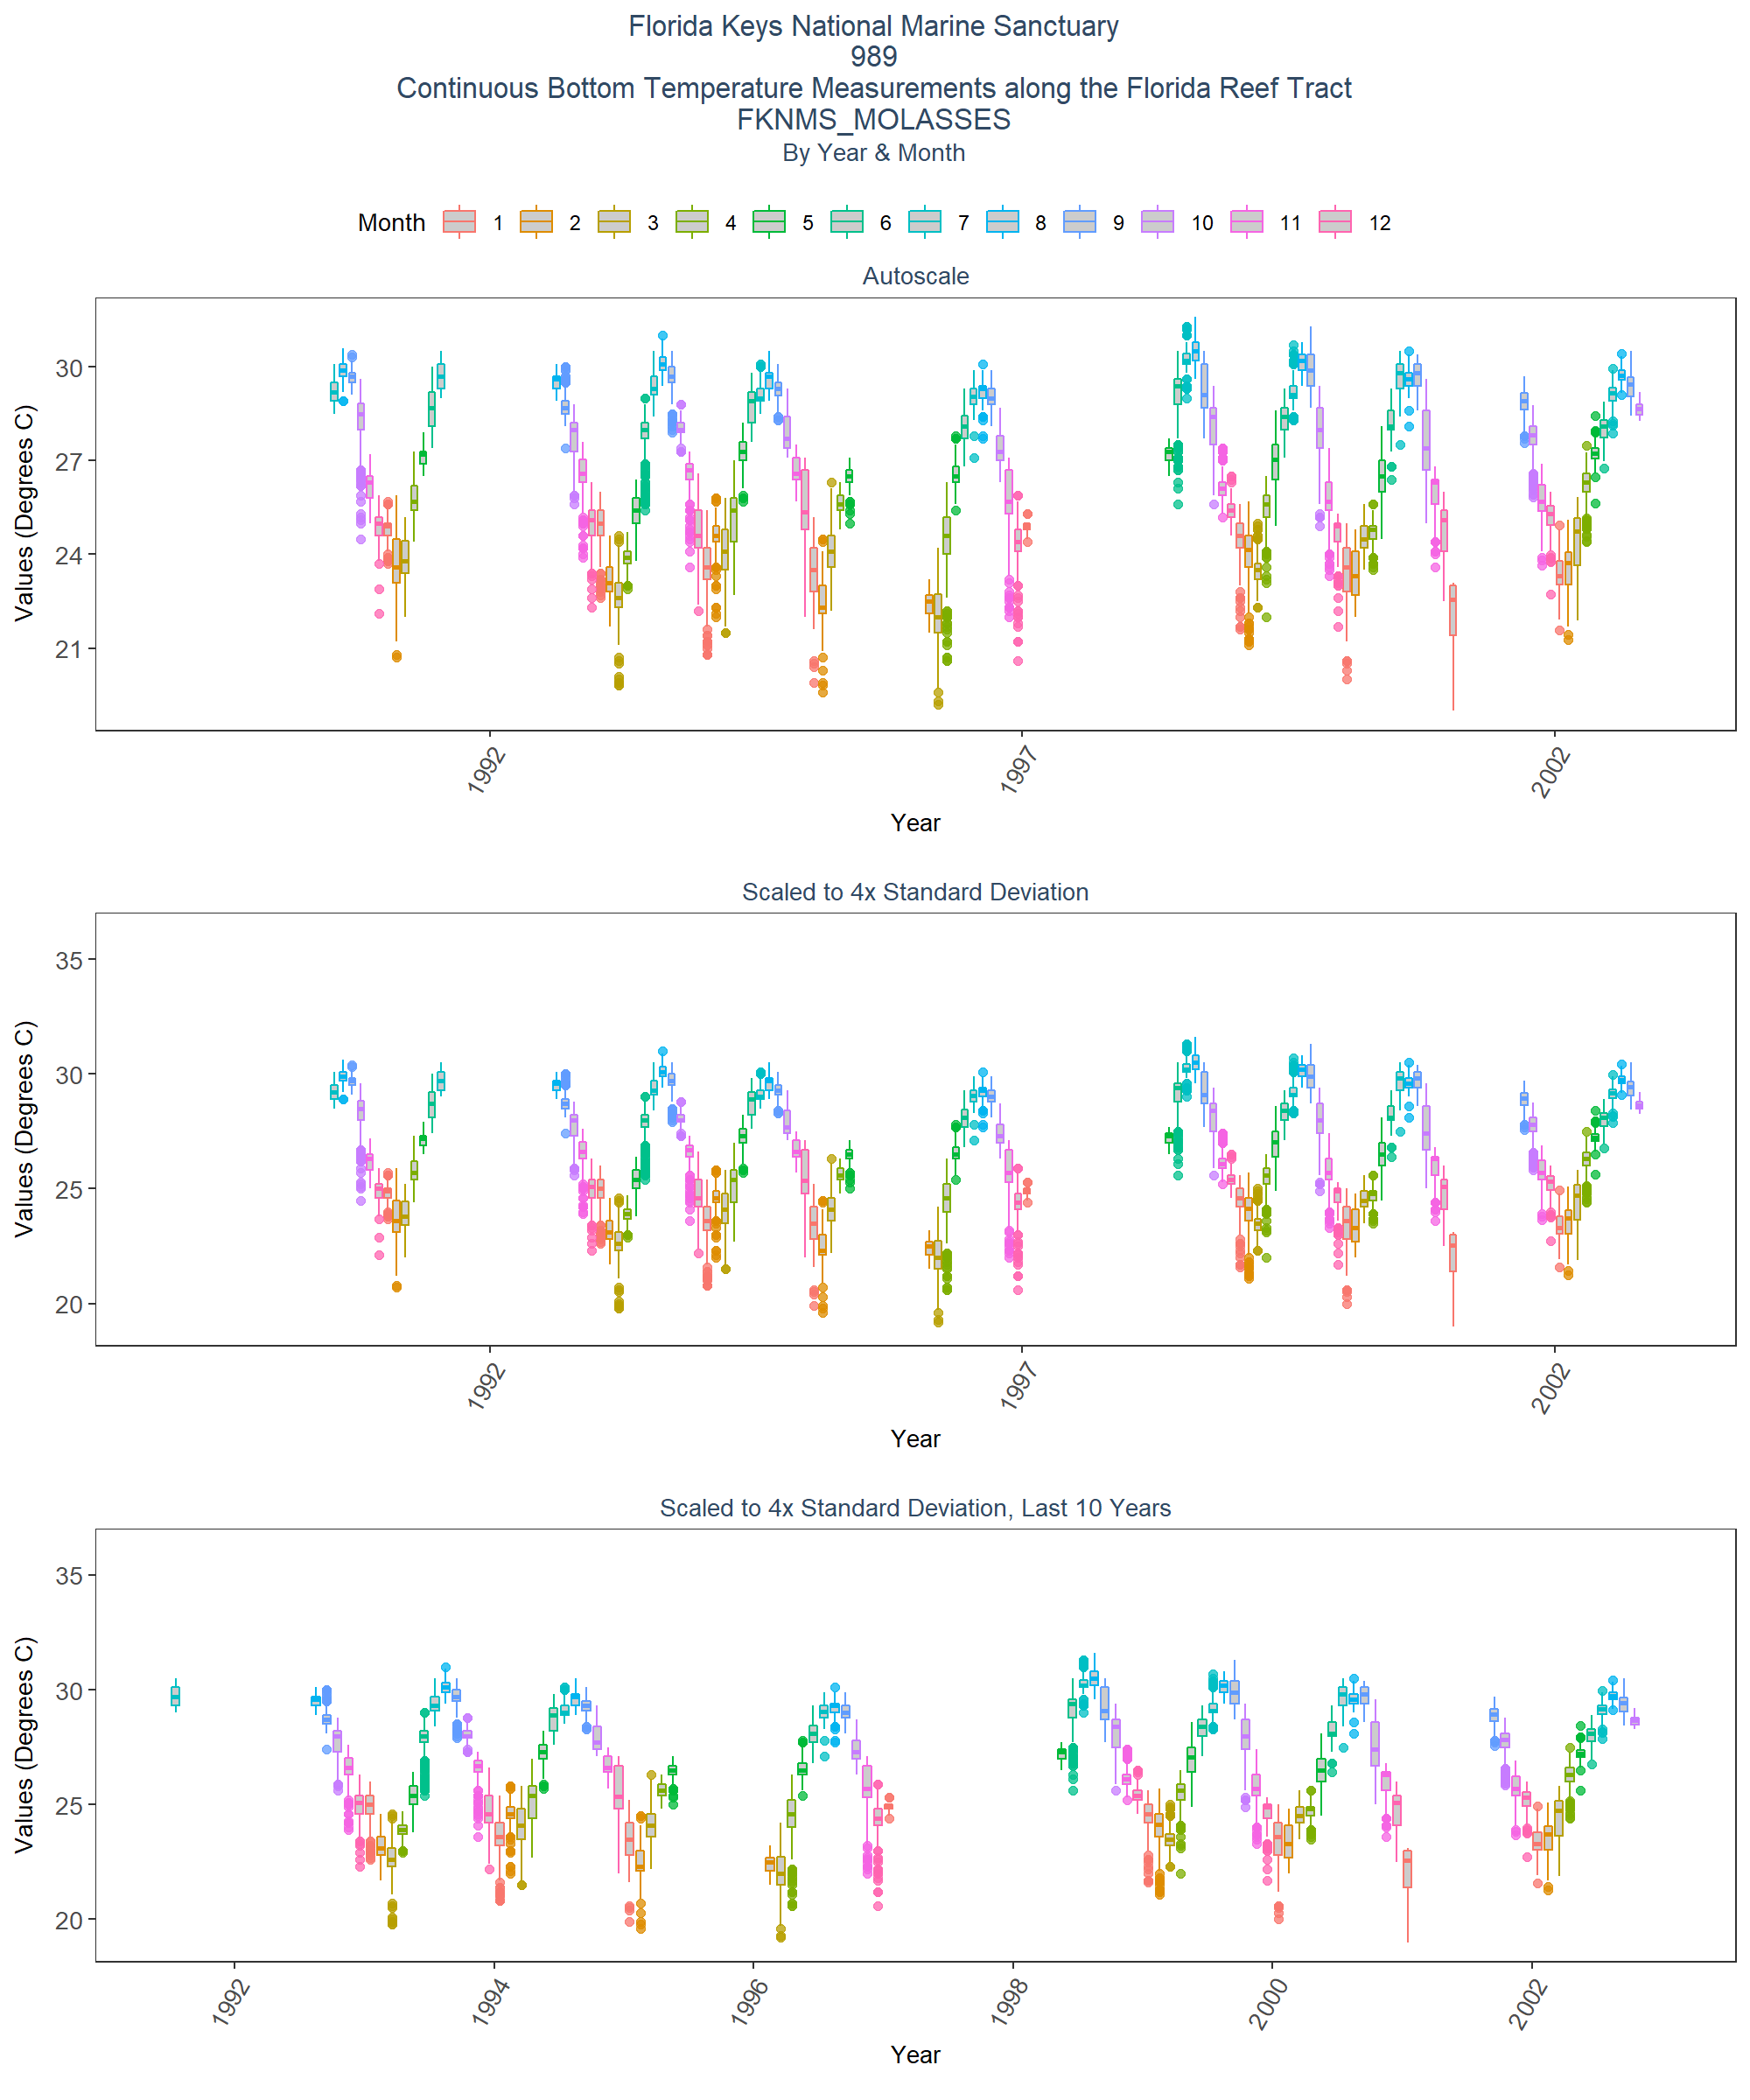 Florida Keys National Marine Sanctuary
989
Continuous Bottom Temperature Measurements along the Florida Reef Tract
FKNMS_MOLASSES
By Year & Month
Month 1 2 3 4 5 6 7 8 9 10 11 12
Autoscale
Values (Degrees C)
30
27
24
21
1992 1997 2002
Year
Scaled to 4x Standard Deviation
Values (Degrees C)
35
30
25
20
1992 1997 2002
Year
Scaled to 4x Standard Deviation, Last 10 Years
Values (Degrees C)
35
30
25
20
1992 1994 1996 1998 2000 2002
Year